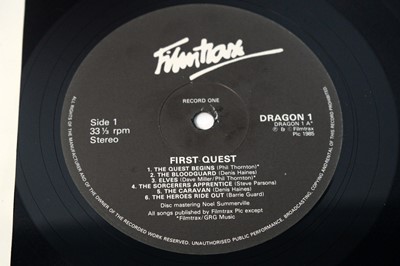 Filmtrax
RECORD ONE
Side 1
33⅓ rpm
Stereo
DRAGON 1
DRAGON 1 A*
℗ & © Filmtrax
Plc 1985
FIRST QUEST
1. THE QUEST BEGINS (Phil Thornton)*
2. THE BLOODGUARD (Denis Haines)
3. ELVES (Dave Miller/Phil Thornton)*
4. THE SORCERERS APPRENTICE (Steve Parsons)
5. THE CARAVAN (Denis Haines)
6. THE HEROES RIDE OUT (Barrie Guard)
Disc mastering Noel Summerville
All songs published by Filmtrax Plc except
*Filmtrax/GRG Music
ALL RIGHTS OF THE MANUFACTURER AND OF THE OWNER OF THE RECORDED WORK RESERVED. UNAUTHORISED PUBLIC PERFORMANCE, BROADCASTING, COPYING AND RENTAL OF THIS RECORD PROHIBITED